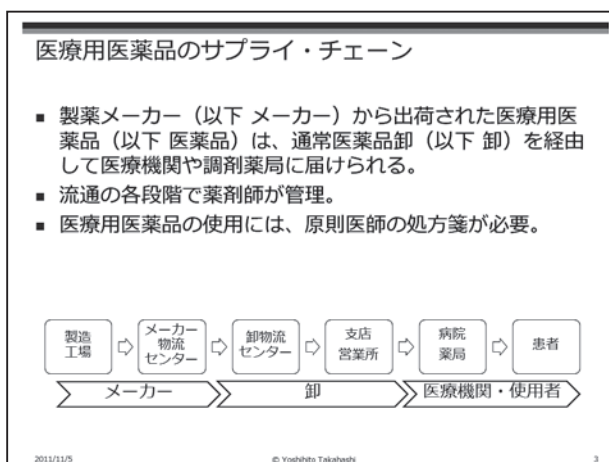 医療用医薬品のサプライ・チェーン
■ 製薬メーカー（以下 メーカー）から出荷された医療用医
薬品（以下 医薬品）は、通常医薬品卸（以下 卸）を経由
して医療機関や調剤薬局に届けられる。
■ 流通の各段階で薬剤師が管理。
■ 医療用医薬品の使用には、原則医師の処方箋が必要。
製造
工場
メーカー
物流
センター
卸物流
センター
支店
営業所
病院
薬局
患者
メーカー
卸
医療機関・使用者
2011/11/5
© Yoshihito Takahashi
3